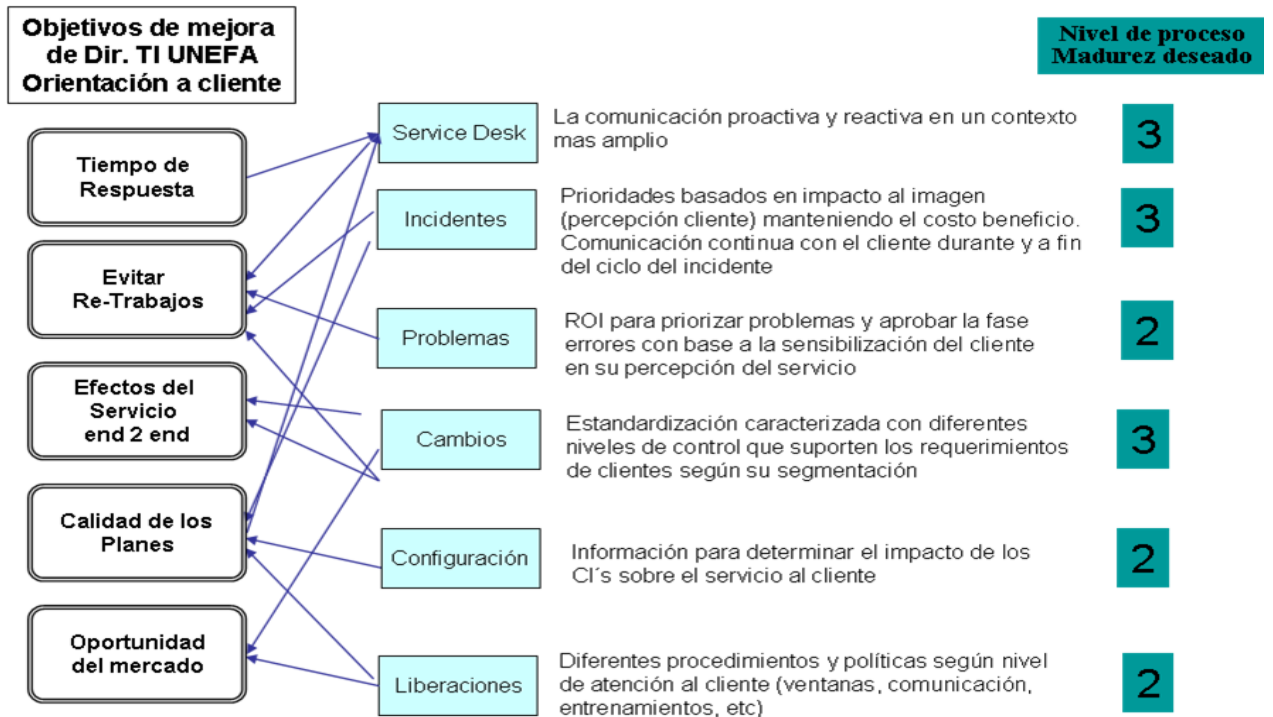 Objetivos de mejora
de Dir. TI UNEFA
Orientación a cliente
Nivel de proceso
Madurez deseado
Tiempo de
Respuesta
Evitar
Re-Trabajos
Efectos del
Servicio
end 2 end
Calidad de los
Planes
Oportunidad
del mercado
Service Desk
La comunicación proactiva y reactiva en un contexto
mas amplio
3
Incidentes
Prioridades basados en impacto al imagen
(percepción cliente) manteniendo el costo beneficio.
Comunicación continua con el cliente durante y a fin
del ciclo del incidente
3
Problemas
ROI para priorizar problemas y aprobar la fase
errores con base a la sensibilización del cliente
en su percepción del servicio
2
Cambios
Estandardización caracterizada con diferentes
niveles de control que suporten los requerimientos
de clientes según su segmentación
3
Configuración
Información para determinar el impacto de los
CI´s sobre el servicio al cliente
2
Liberaciones
Diferentes procedimientos y políticas según nivel
de atención al cliente (ventanas, comunicación,
entrenamientos, etc)
2